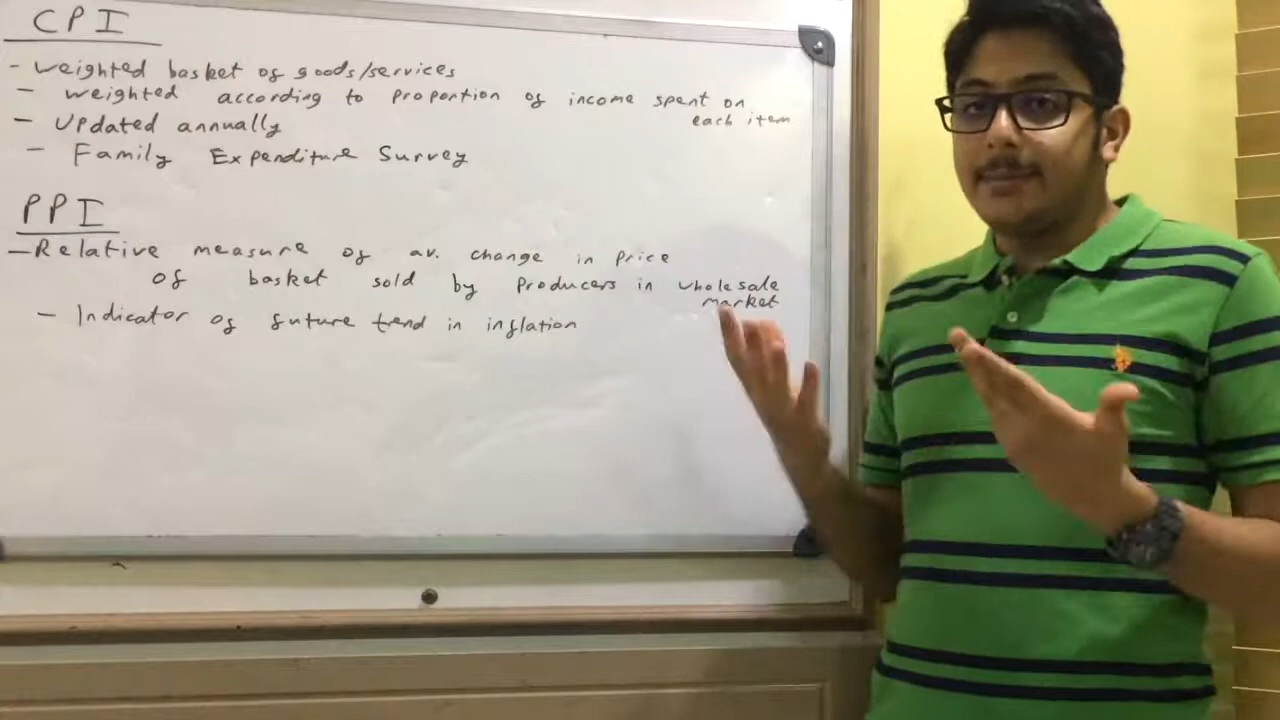 CPI
- weighted basket of goods/services
- weighted according to proportion of income spent on
each item
- Updated annually
- Family Expenditure Survey
PPI
- Relative measure of av. change in price
of basket sold by producers in wholesale
market
- Indicator of future trend in inflation